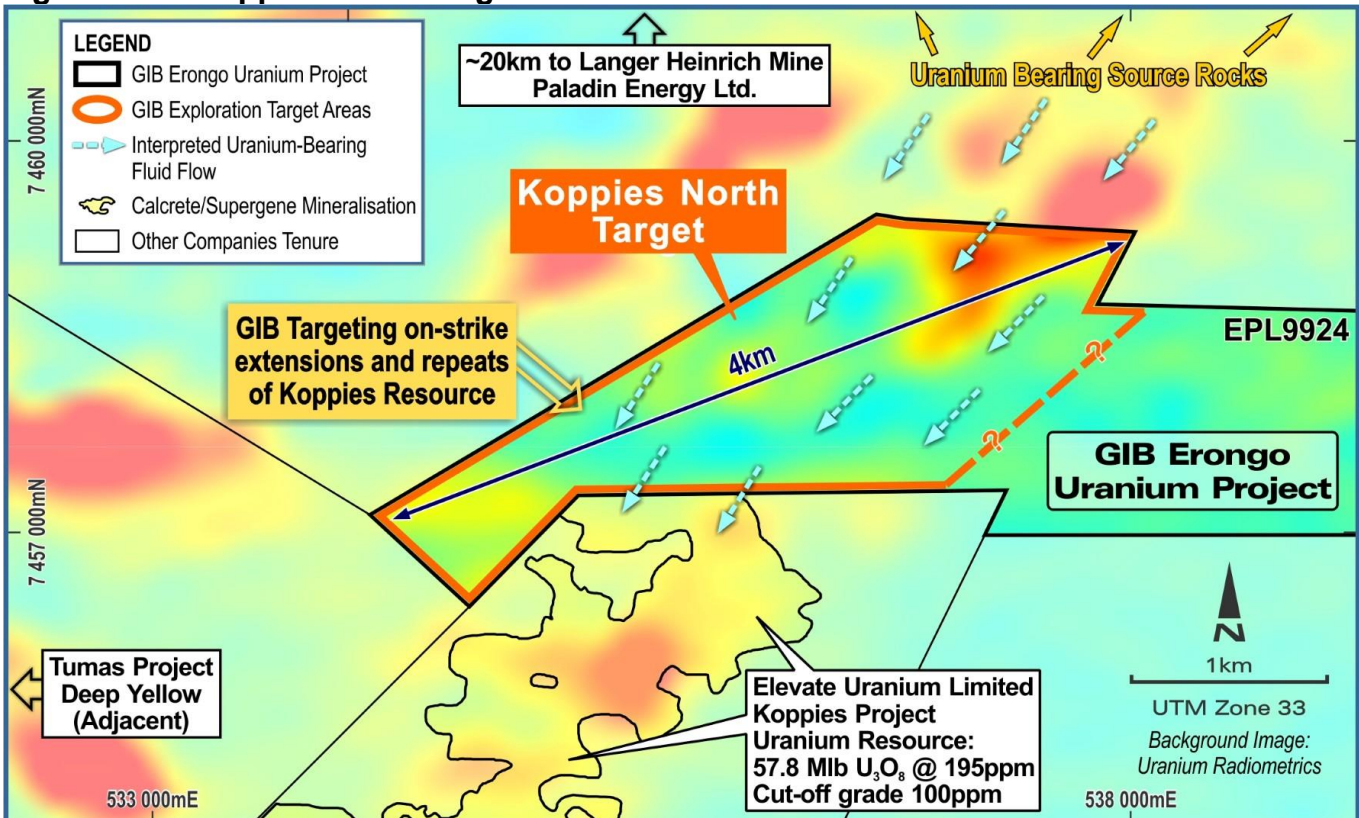 LEGEND
GIB Erongo Uranium Project
GIB Exploration Target Areas
Interpreted Uranium-Bearing
Fluid Flow
Calcrete/Supergene Mineralisation
Other Companies Tenure
~20km to Langer Heinrich Mine
Paladin Energy Ltd.
Uranium Bearing Source Rocks
7 460 000mN
Koppies North
Target
GIB Targeting on-strike
extensions and repeats
of Koppies Resource
4km
EPL9924
?
?
GIB Erongo
Uranium Project
7 457 000mN
N
1km
UTM Zone 33
Background Image:
Uranium Radiometrics
Tumas Project
Deep Yellow
(Adjacent)
Elevate Uranium Limited
Koppies Project
Uranium Resource:
57.8 Mlb U₃O₈ @ 195ppm
Cut-off grade 100ppm
533 000mE
538 000mE